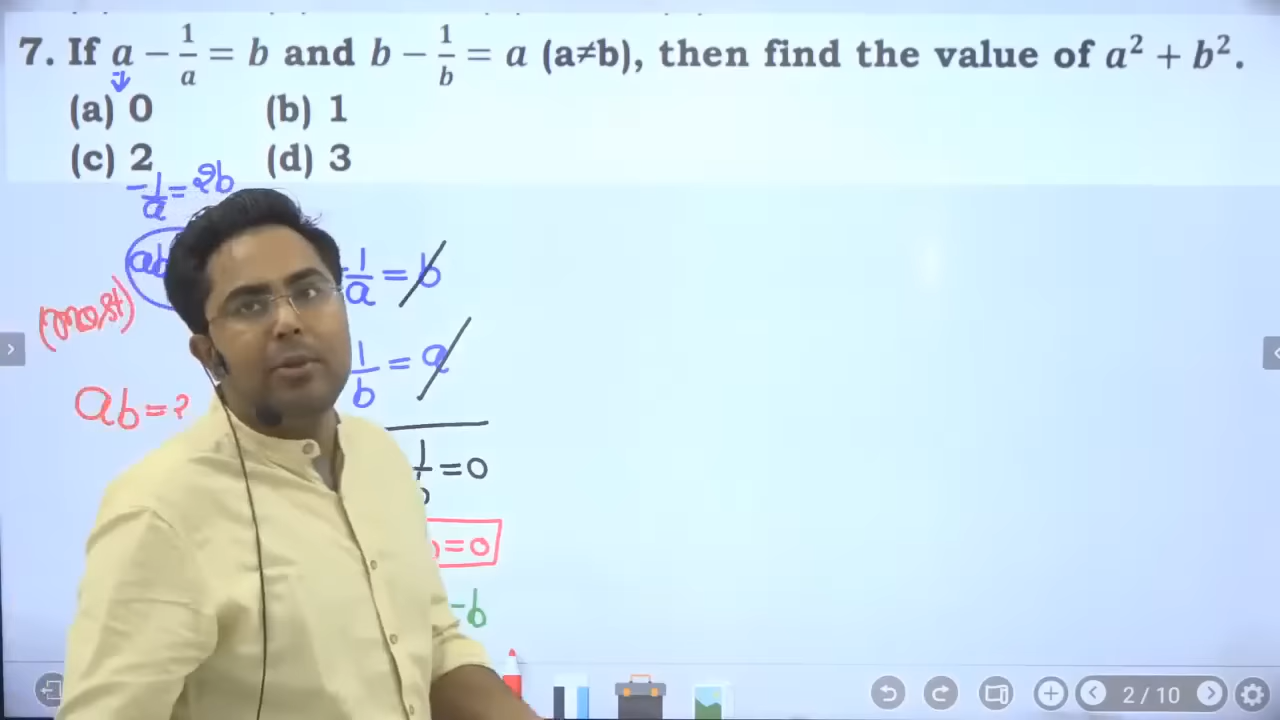 7. If a − 1/a = b and b − 1/b = a (a≠b), then find the value of a² + b².
(a) 0 (b) 1
(c) 2 (d) 3
-1/a = 2b
ab
1/a = b
(most)
1/b = a
ab = ?
= 0
= 0
-b
2 / 10